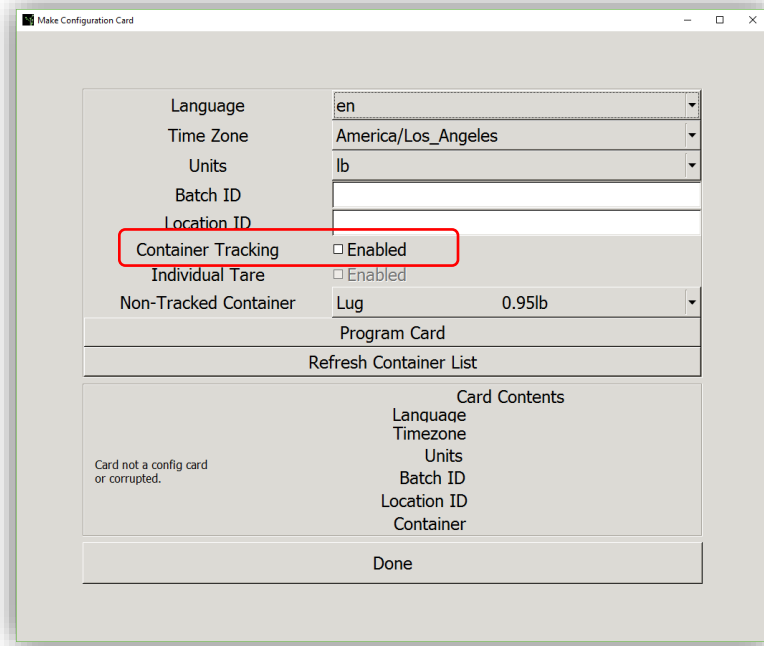 Make Configuration Card
Language en
Time Zone America/Los_Angeles
Units lb
Batch ID
Location ID
Container Tracking Enabled
Individual Tare Enabled
Non-Tracked Container Lug 0.95lb
Program Card
Refresh Container List
Card Contents
Language
Timezone
Units
Card not a config card
or corrupted.
Batch ID
Location ID
Container
Done